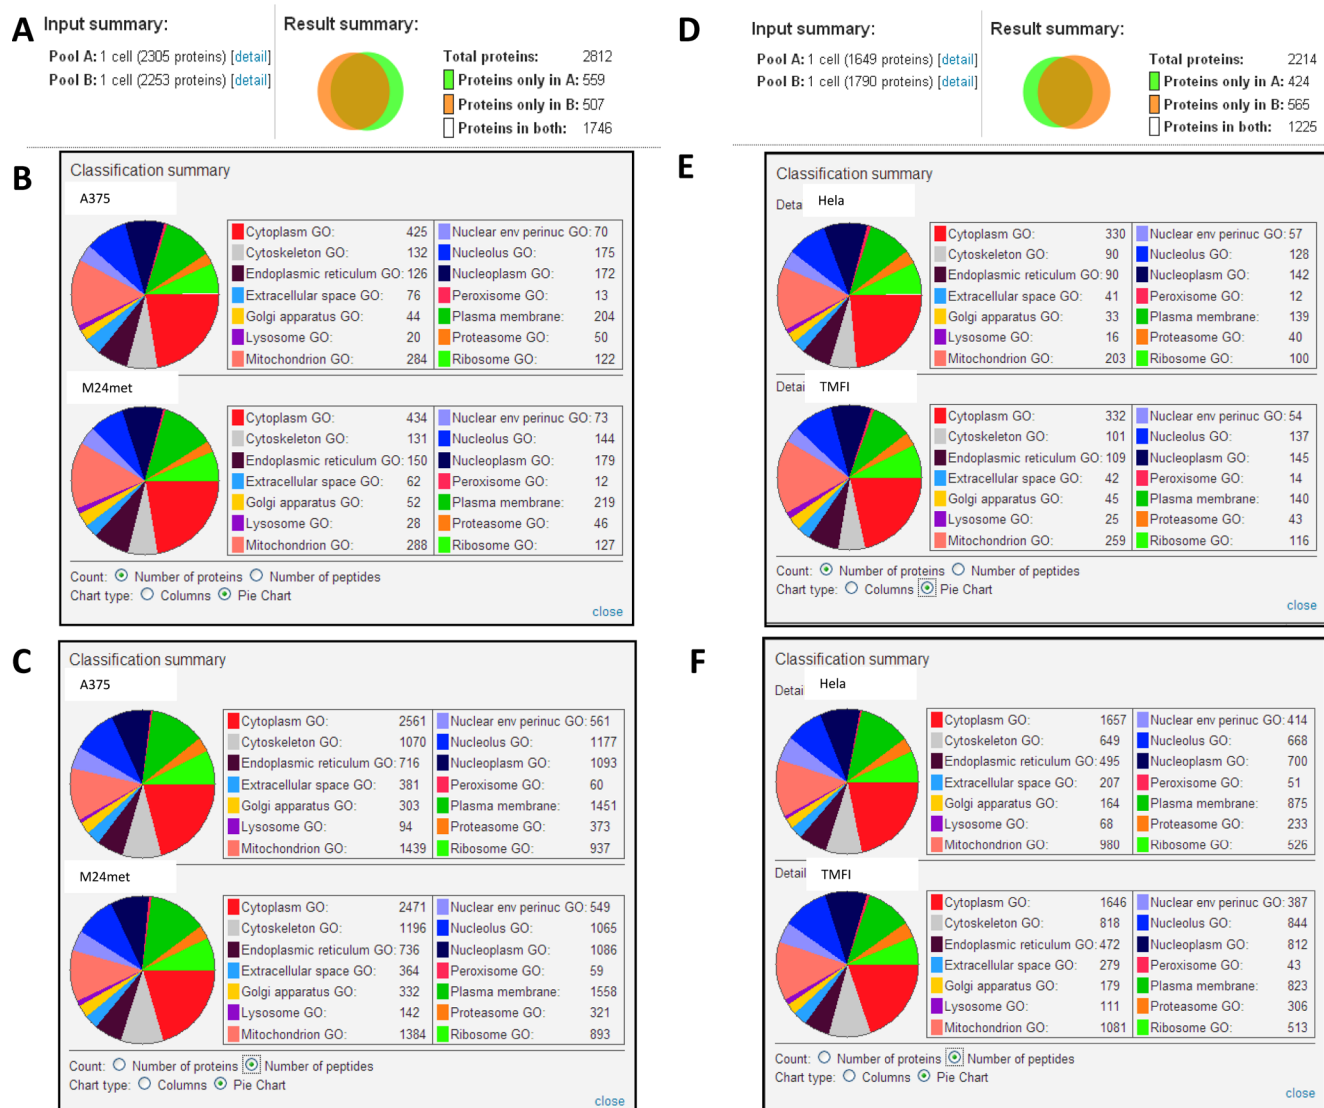 A
Input summary:
Pool A: 1 cell (2305 proteins) [detail]
Pool B: 1 cell (2253 proteins) [detail]
Result summary:
Total proteins: 2812
Proteins only in A: 559
Proteins only in B: 507
Proteins in both: 1746
B
Classification summary
A375
Cytoplasm GO: 425 Nuclear env perinuc GO: 70
Cytoskeleton GO: 132 Nucleolus GO: 175
Endoplasmic reticulum GO: 126 Nucleoplasm GO: 172
Extracellular space GO: 76 Peroxisome GO: 13
Golgi apparatus GO: 44 Plasma membrane: 204
Lysosome GO: 20 Proteasome GO: 50
Mitochondrion GO: 284 Ribosome GO: 122
M24met
Cytoplasm GO: 434 Nuclear env perinuc GO: 73
Cytoskeleton GO: 131 Nucleolus GO: 144
Endoplasmic reticulum GO: 150 Nucleoplasm GO: 179
Extracellular space GO: 62 Peroxisome GO: 12
Golgi apparatus GO: 52 Plasma membrane: 219
Lysosome GO: 28 Proteasome GO: 46
Mitochondrion GO: 288 Ribosome GO: 127
Count: Number of proteins Number of peptides
Chart type: Columns Pie Chart
close
C
Classification summary
A375
Cytoplasm GO: 2561 Nuclear env perinuc GO: 561
Cytoskeleton GO: 1070 Nucleolus GO: 1177
Endoplasmic reticulum GO: 716 Nucleoplasm GO: 1093
Extracellular space GO: 381 Peroxisome GO: 60
Golgi apparatus GO: 303 Plasma membrane: 1451
Lysosome GO: 94 Proteasome GO: 373
Mitochondrion GO: 1439 Ribosome GO: 937
M24met
Cytoplasm GO: 2471 Nuclear env perinuc GO: 549
Cytoskeleton GO: 1196 Nucleolus GO: 1065
Endoplasmic reticulum GO: 736 Nucleoplasm GO: 1086
Extracellular space GO: 364 Peroxisome GO: 59
Golgi apparatus GO: 332 Plasma membrane: 1558
Lysosome GO: 142 Proteasome GO: 321
Mitochondrion GO: 1384 Ribosome GO: 893
Count: Number of proteins Number of peptides
Chart type: Columns Pie Chart
close
D
Input summary:
Pool A: 1 cell (1649 proteins) [detail]
Pool B: 1 cell (1790 proteins) [detail]
Result summary:
Total proteins: 2214
Proteins only in A: 424
Proteins only in B: 565
Proteins in both: 1225
E
Classification summary
Deta Hela
Cytoplasm GO: 330 Nuclear env perinuc GO: 57
Cytoskeleton GO: 90 Nucleolus GO: 128
Endoplasmic reticulum GO: 90 Nucleoplasm GO: 142
Extracellular space GO: 41 Peroxisome GO: 12
Golgi apparatus GO: 33 Plasma membrane: 139
Lysosome GO: 16 Proteasome GO: 40
Mitochondrion GO: 203 Ribosome GO: 100
Detai TMFI
Cytoplasm GO: 332 Nuclear env perinuc GO: 54
Cytoskeleton GO: 101 Nucleolus GO: 137
Endoplasmic reticulum GO: 109 Nucleoplasm GO: 145
Extracellular space GO: 42 Peroxisome GO: 14
Golgi apparatus GO: 45 Plasma membrane: 140
Lysosome GO: 25 Proteasome GO: 43
Mitochondrion GO: 259 Ribosome GO: 116
Count: Number of proteins Number of peptides
Chart type: Columns Pie Chart
close
F
Classification summary
Detai Hela
Cytoplasm GO: 1657 Nuclear env perinuc GO: 414
Cytoskeleton GO: 649 Nucleolus GO: 668
Endoplasmic reticulum GO: 495 Nucleoplasm GO: 700
Extracellular space GO: 207 Peroxisome GO: 51
Golgi apparatus GO: 164 Plasma membrane: 875
Lysosome GO: 68 Proteasome GO: 233
Mitochondrion GO: 980 Ribosome GO: 526
Detail TMFI
Cytoplasm GO: 1646 Nuclear env perinuc GO: 387
Cytoskeleton GO: 818 Nucleolus GO: 844
Endoplasmic reticulum GO: 472 Nucleoplasm GO: 812
Extracellular space GO: 279 Peroxisome GO: 43
Golgi apparatus GO: 179 Plasma membrane: 823
Lysosome GO: 111 Proteasome GO: 306
Mitochondrion GO: 1081 Ribosome GO: 513
Count: Number of proteins Number of peptides
Chart type: Columns Pie Chart
close